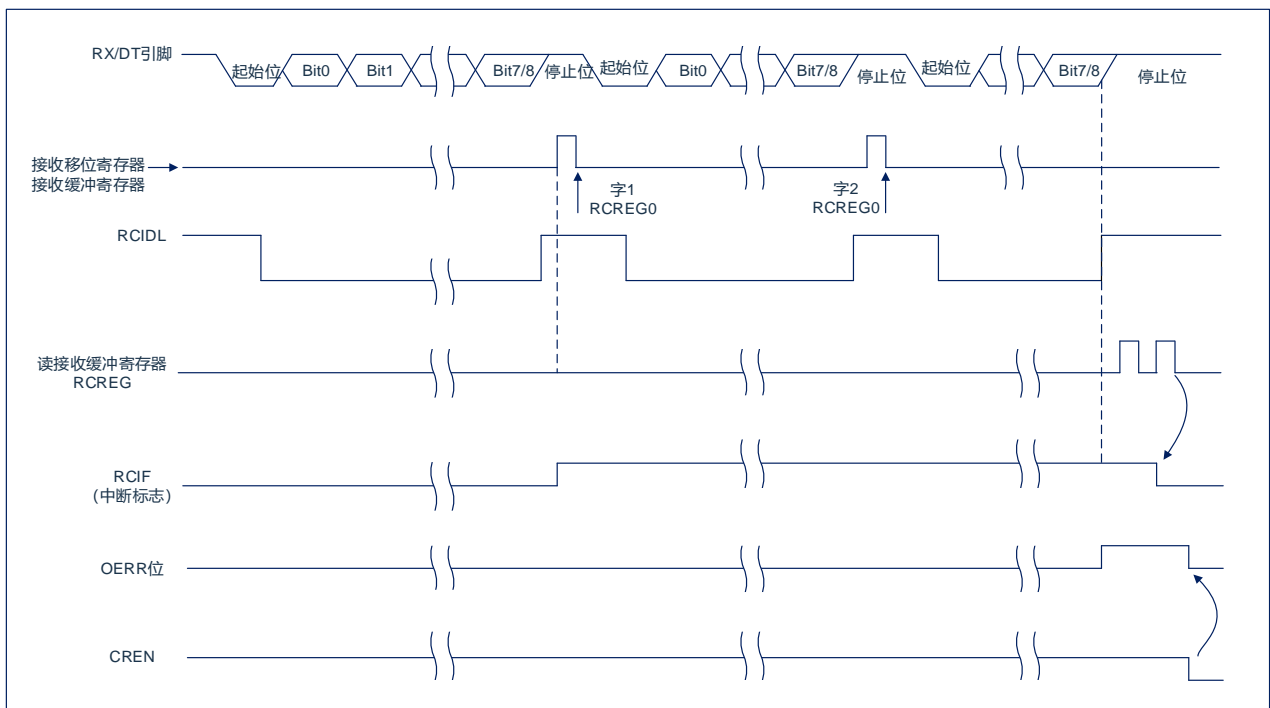 RX/DT引脚
起始位 Bit0 Bit1 Bit7/8 停止位 起始位 Bit0 Bit7/8 停止位 起始位 Bit7/8 停止位
接收移位寄存器
接收缓冲寄存器
字1
RCREG0
字2
RCREG0
RCIDL
读接收缓冲寄存器
RCREG
RCIF
（中断标志）
OERR位
CREN